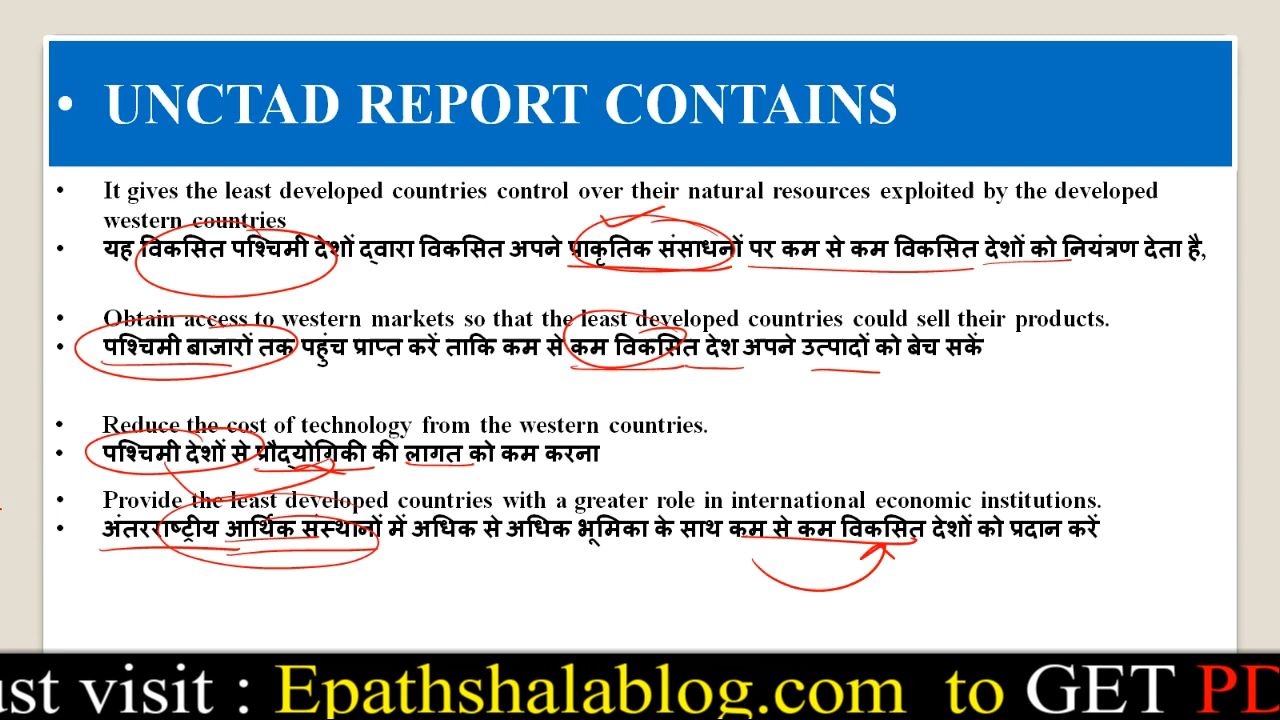 • UNCTAD REPORT CONTAINS
• It gives the least developed countries control over their natural resources exploited by the developed
western countries
• यह विकसित पश्चिमी देशों द्वारा विकसित अपने प्राकृतिक संसाधनों पर कम से कम विकसित देशों को नियंत्रण देता है,
• Obtain access to western markets so that the least developed countries could sell their products.
• पश्चिमी बाजारों तक पहुंच प्राप्त करें ताकि कम से कम विकसित देश अपने उत्पादों को बेच सकें
• Reduce the cost of technology from the western countries.
• पश्चिमी देशों से प्रौद्योगिकी की लागत को कम करना
• Provide the least developed countries with a greater role in international economic institutions.
• अंतरराष्ट्रीय आर्थिक संस्थानों में अधिक से अधिक भूमिका के साथ कम से कम विकसित देशों को प्रदान करें
ust visit : Epathshalablog.com to GET PD